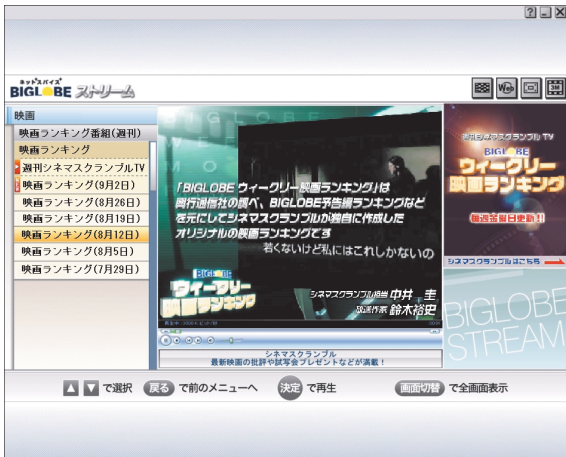 ネットスパイス
BIGLOBE ストリーム
Web
3M
映画
映画ランキング番組(週刊)
映画ランキング
週刊シネマスクランブルTV
映画ランキング(9月2日)
映画ランキング(8月26日)
映画ランキング(8月19日)
映画ランキング(8月12日)
映画ランキング(8月5日)
映画ランキング(7月29日)
BIGLOBE
「BIGLOBE ウィークリー映画ランキング」は
興行通信社の調べ、BIGLOBE予告編ランキングなど
を元にしてシネマスクランブルが独自に作成した
オリジナルの映画ランキングです
若くないけど私にはこれしかないの
BIGLOBE
ウィークリー
映画ランキング
シネマスクランブル担当 中井 圭
放送作家 鈴木裕史
シネマスクランブル
最新映画の批評や試写会プレゼントなどが満載!
週刊シネマスクランブル TV
BIGLOBE
ウィークリー
映画ランキング
毎週金曜日更新!!
シネマスクランブルはこちら
BIGLOBE
STREAM
▲ ▼ で選択 戻る で前のメニューへ 決定 で再生 画面切替 で全画面表示